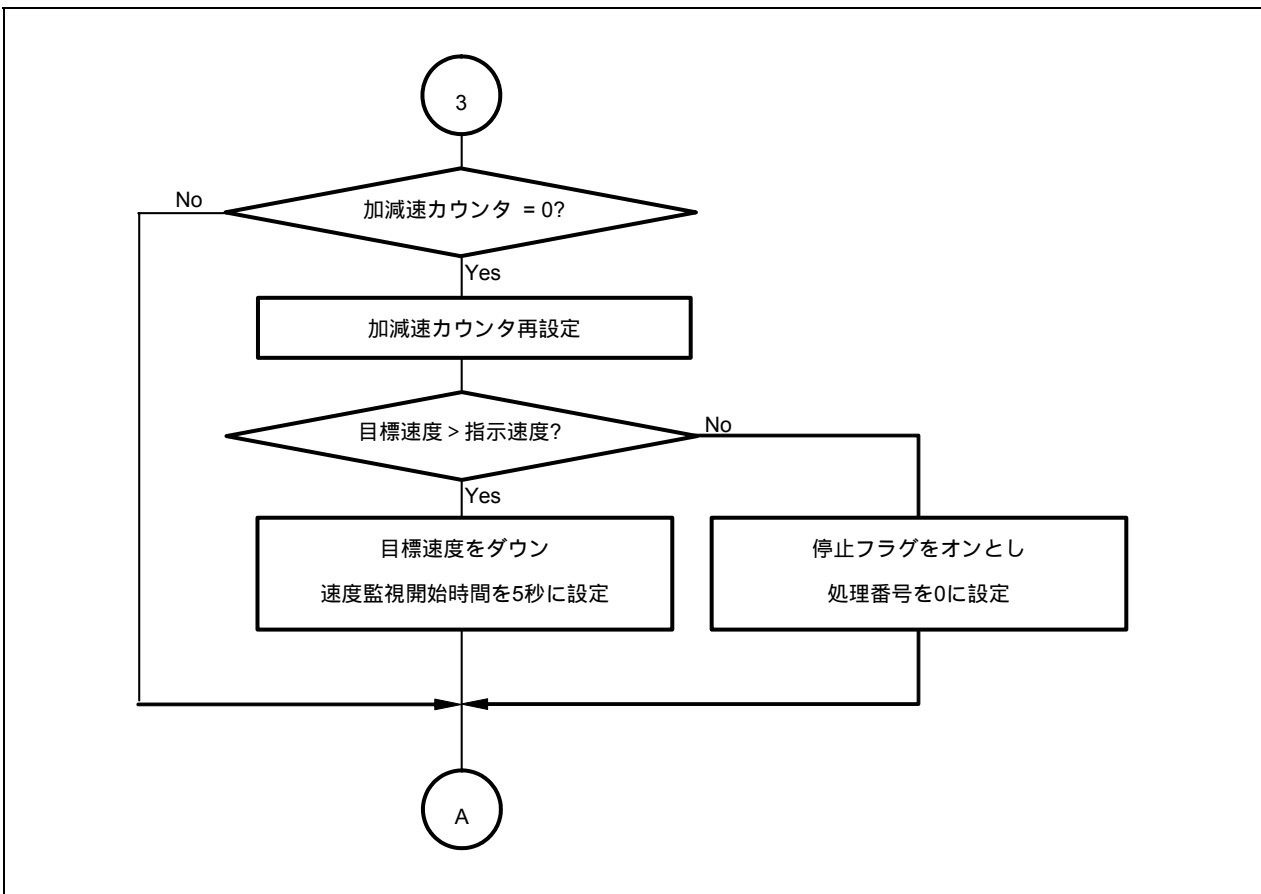 3
No
加減速カウンタ = 0?
Yes
加減速カウンタ再設定
目標速度 > 指示速度?
No
Yes
目標速度をダウン
速度監視開始時間を5秒に設定
停止フラグをオンとし
処理番号を0に設定
A